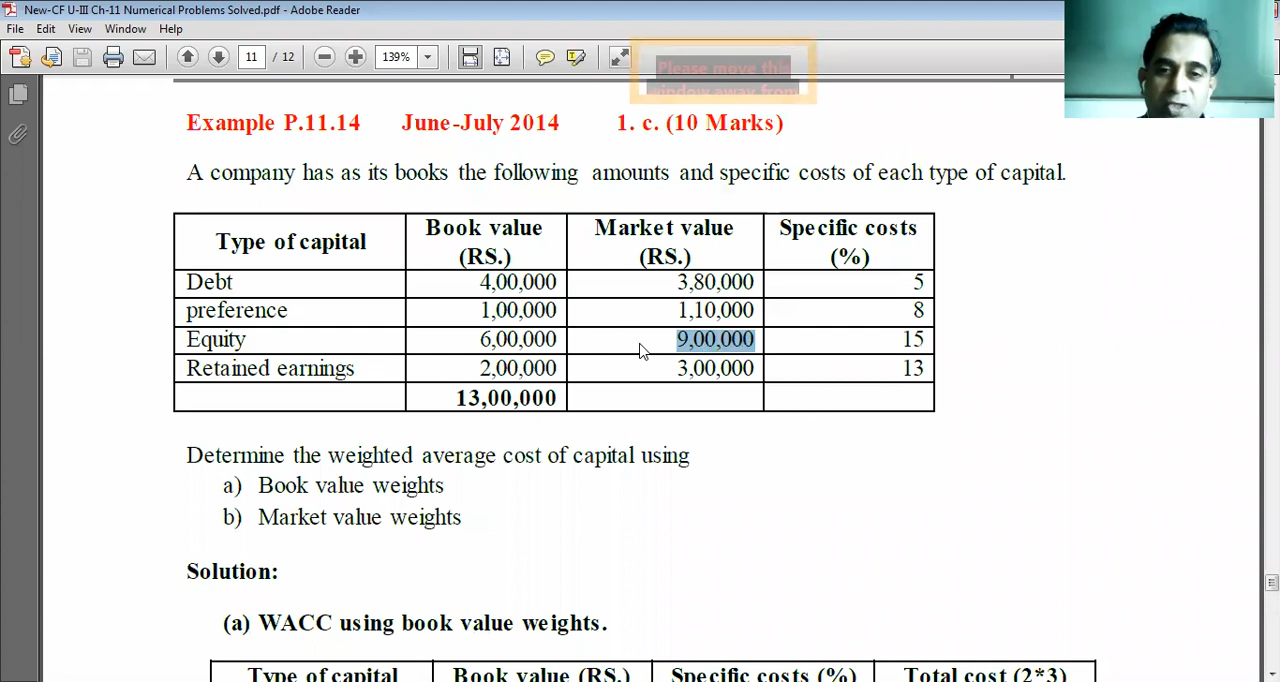 New-CF U-III Ch-11 Numerical Problems Solved.pdf - Adobe Reader
File Edit View Window Help
11 / 12 139%
Please move this
window away from
Example P.11.14 June-July 2014 1. c. (10 Marks)
A company has as its books the following amounts and specific costs of each type of capital.
Type of capital Book value (RS.) Market value (RS.) Specific costs (%)
Debt 4,00,000 3,80,000 5
preference 1,00,000 1,10,000 8
Equity 6,00,000 9,00,000 15
Retained earnings 2,00,000 3,00,000 13
13,00,000
Determine the weighted average cost of capital using
a) Book value weights
b) Market value weights
Solution:
(a) WACC using book value weights.
Type of capital Book value (RS.) Specific costs (%) Total cost (2*3)